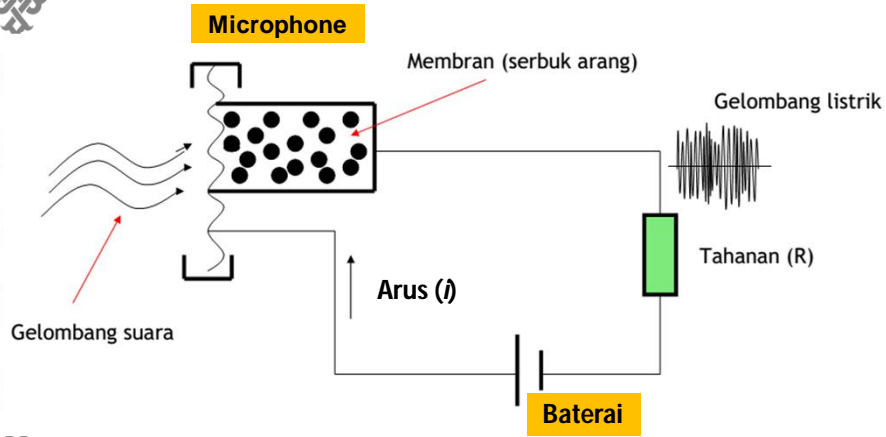 Microphone
Membran (serbuk arang)
Gelombang listrik
Tahanan (R)
Arus (i)
Gelombang suara
Baterai